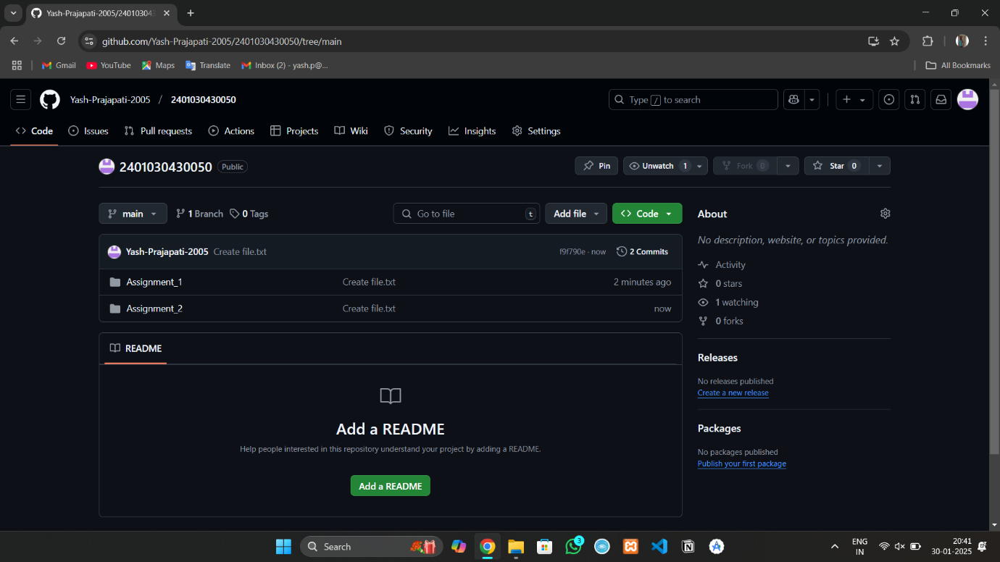 Yash-Prajapati-2005/24010304
github.com/Yash-Prajapati-2005/2401030430050/tree/main
Gmail YouTube Maps Translate Inbox (2) - yash.p@... All Bookmarks
Yash-Prajapati-2005 / 2401030430050 Type / to search
Code Issues Pull requests Actions Projects Wiki Security Insights Settings
2401030430050 Public Pin Unwatch 1 Fork 0 Star 0
main 1 Branch 0 Tags Go to file t Add file Code
Yash-Prajapati-2005 Create file.txt f9f790e · now 2 Commits
Assignment_1 Create file.txt 2 minutes ago
Assignment_2 Create file.txt now
README
Add a README
Help people interested in this repository understand your project by adding a README.
Add a README
About
No description, website, or topics provided.
Activity
0 stars
1 watching
0 forks
Releases
No releases published
Create a new release
Packages
No packages published
Publish your first package
Search 3 ENG 20:41
IN 30-01-2025